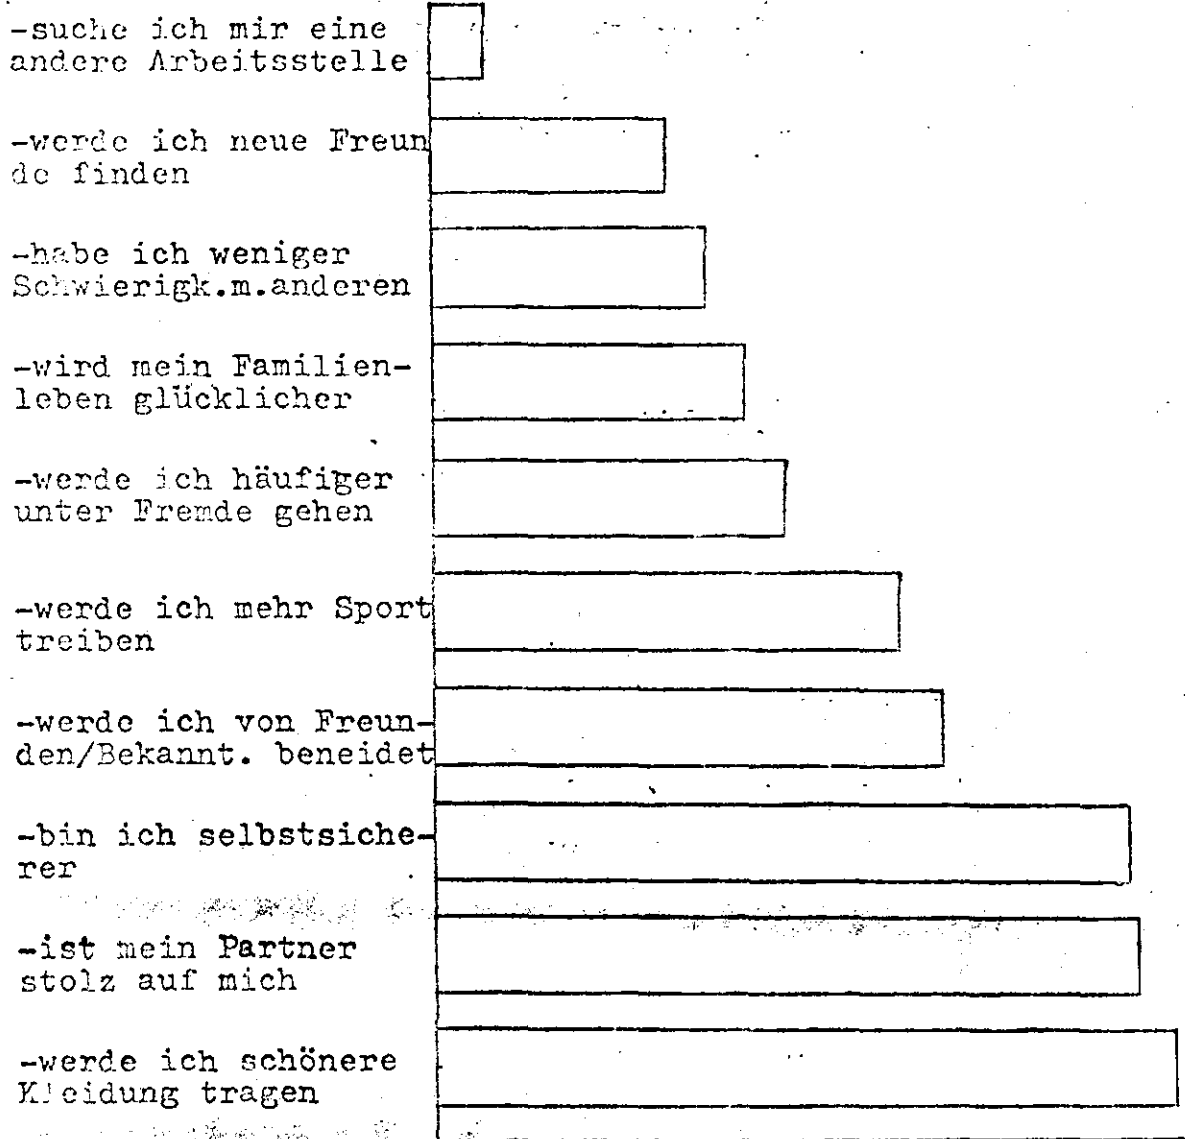 -suche ich mir eine
andere Arbeitsstelle
-werde ich neue Freun
de finden
-habe ich weniger
Schwierigk.m.anderen
-wird mein Familien-
leben glücklicher
-werde ich häufiger
unter Fremde gehen
-werde ich mehr Sport
treiben
-werde ich von Freun-
den/Bekannt. beneidet
-bin ich selbstsiche-
rer
-ist mein Partner
stolz auf mich
-werde ich schönere
Kleidung tragen